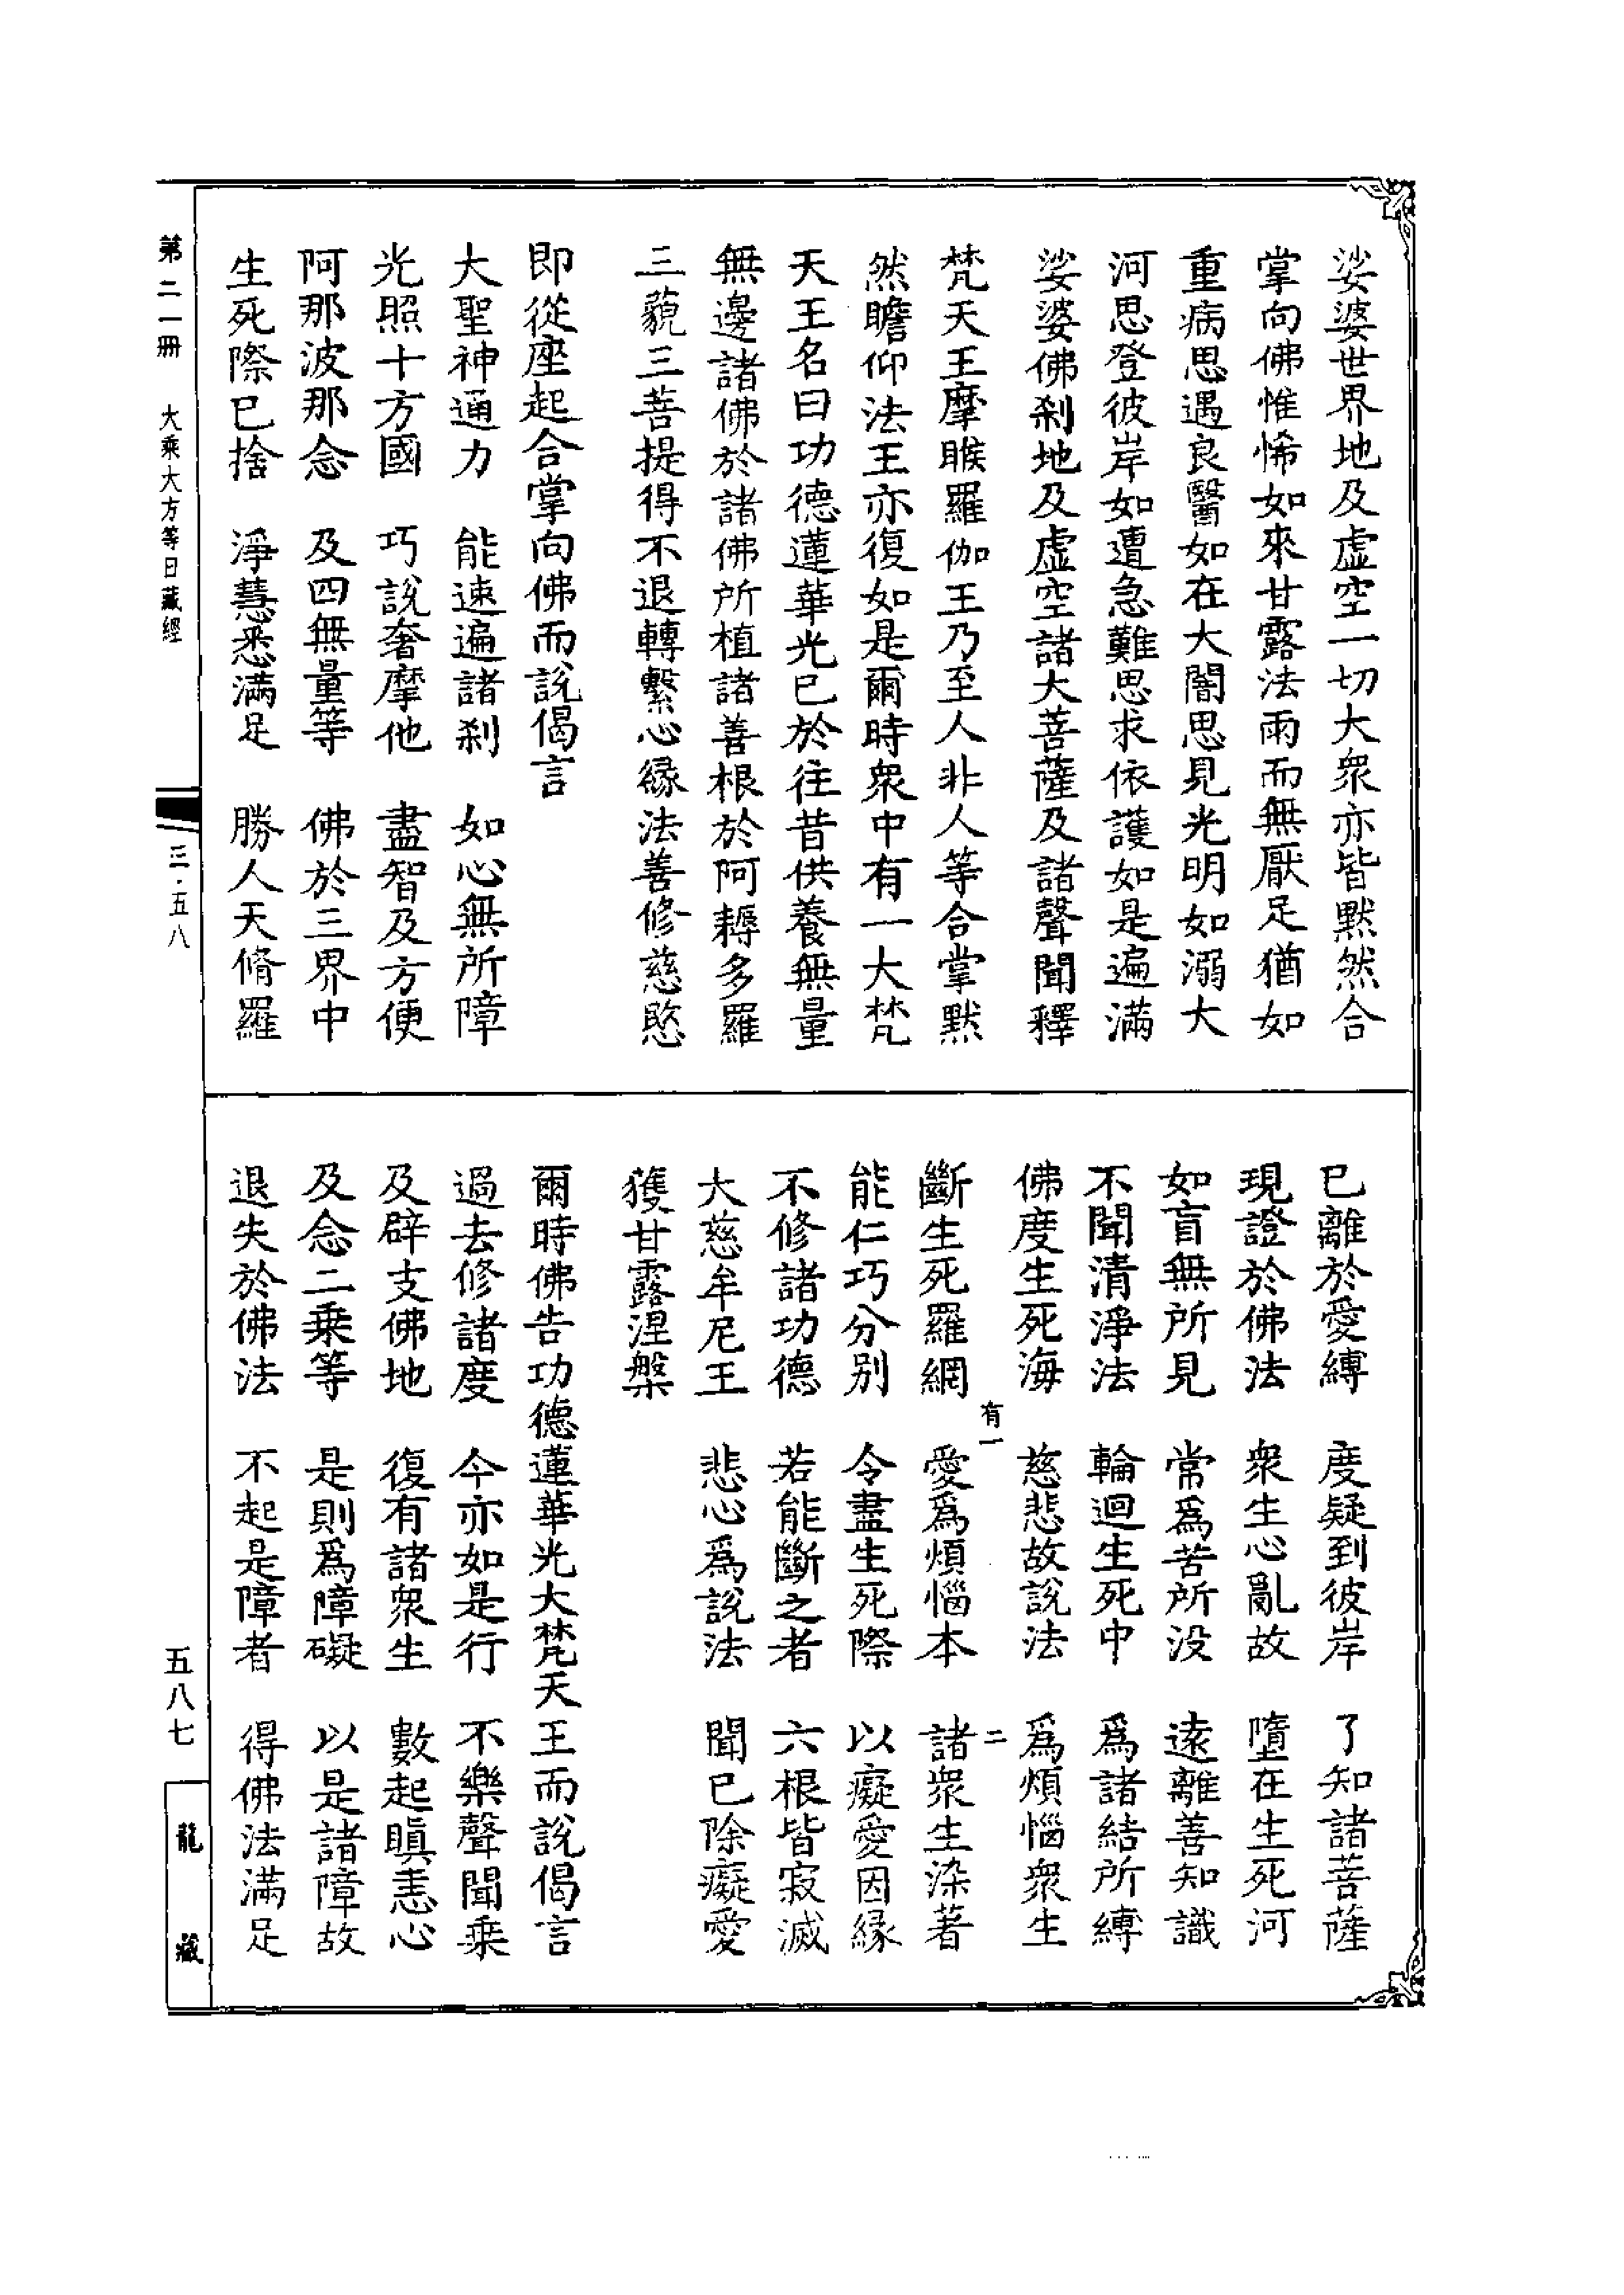 娑婆世界地及虛空一切大衆亦皆默然合
掌向佛惟悕如來甘露法雨而無厭足猶如
重病思遇良醫如在大闇思見光明如溺大
河思登彼岸如遭急難思求依護如是遍滿
娑婆佛剎地及虛空諸大菩薩及諸聲聞釋
梵天王摩睺羅伽王乃至人非人等合掌默
然瞻仰法王亦復如是爾時衆中有一大梵
天王名曰功德蓮華光已於往昔供養無量
無邊諸佛於諸佛所植諸善根於阿耨多羅
三藐三菩提得不退轉繫心緣法善修慈愍
即從座起合掌向佛而說偈言
大聖神通力　能速遍諸剎　如心無所障
光照十方國　巧說奢摩他　盡智及方便
阿那波那念　及四無量等　佛於三界中
生死際已捨　淨慧悉滿足　勝人天脩羅
已離於愛縛　度疑到彼岸　了知諸菩薩
現證於佛法　衆生心亂故　墮在生死河
如盲無所見　常爲苦所没　遠離善知識
不聞清淨法　輪迴生死中　爲諸結所縛
佛度生死海　慈悲故說法　爲煩惱衆生
有一　二
斷生死羅網　愛爲煩惱本　諸衆生染著
能仁巧分别　令盡生死際　以癡愛因緣
不修諸功德　若能斷之者　六根皆寂滅
大慈牟尼王　悲心爲說法　聞已除癡愛
獲甘露涅槃
爾時佛告功德蓮華光大梵天王而說偈言
過去修諸度　今亦如是行　不樂聲聞乘
及辟支佛地　復有諸衆生　數起瞋恚心
及念二乘等　是則爲障礙　以是諸障故
退失於佛法　不起是障者　得佛法滿足
第二一冊　大乘大方等日藏經
三·五八
五八七
龍藏